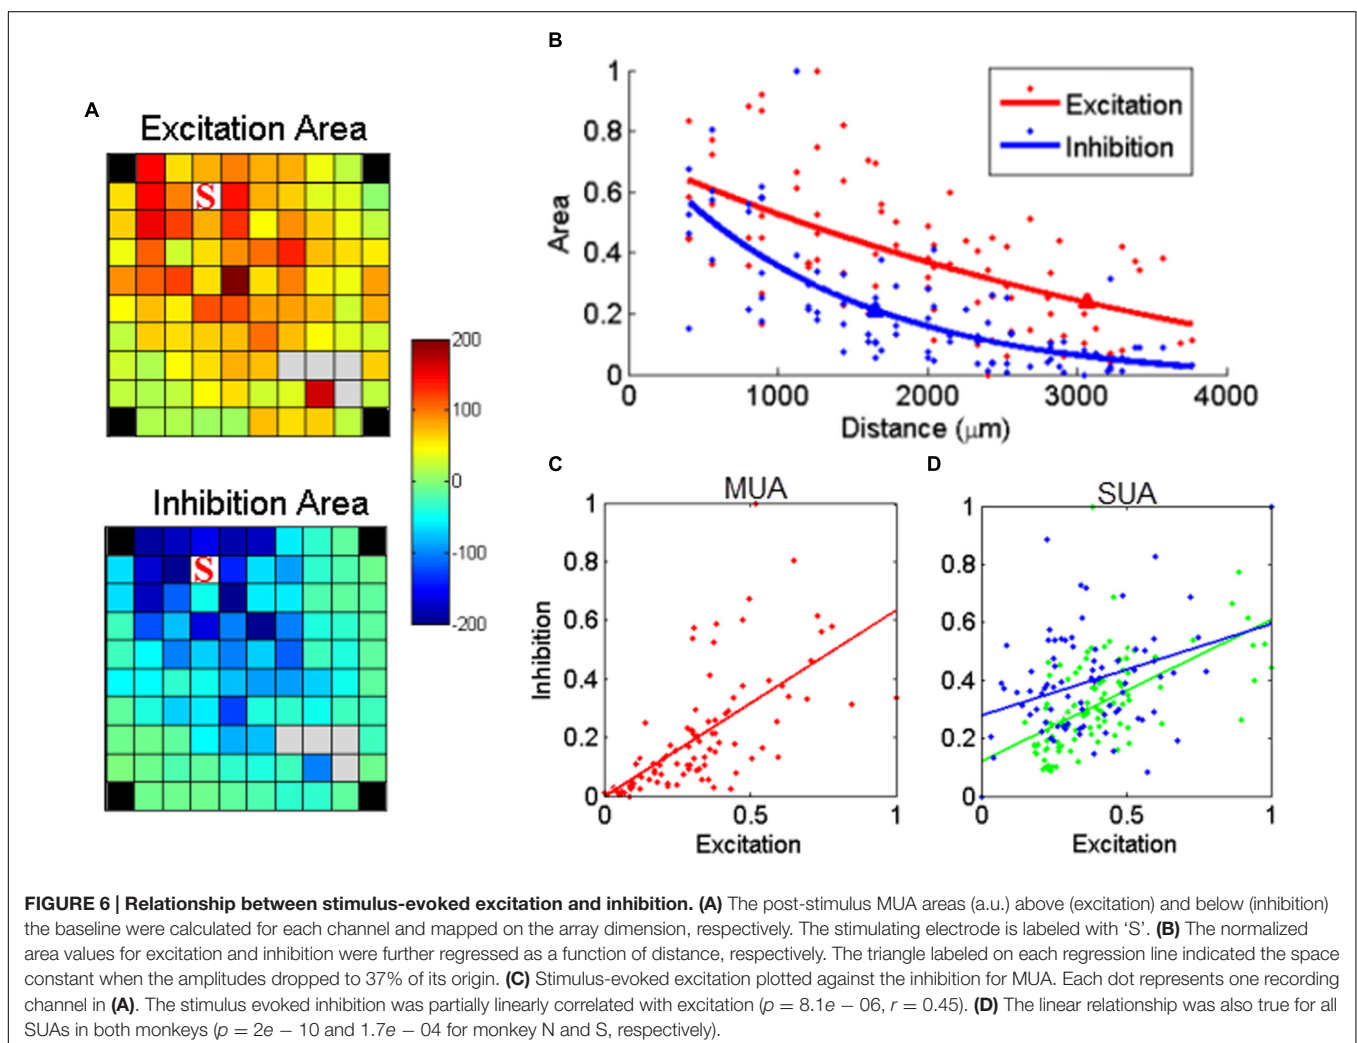 A
Excitation Area
S
200
100
0
-100
-200
Inhibition Area
S
B
1
0.8
0.6
0.4
0.2
0
Area
0
1000
2000
3000
4000
Distance (μm)
Excitation
Inhibition
C
MUA
1
0.8
0.6
0.4
0.2
0
Inhibition
0
0.5
1
Excitation
D
SUA
1
0.8
0.6
0.4
0.2
0
0
0.5
1
Excitation
FIGURE 6 | Relationship between stimulus-evoked excitation and inhibition. (A) The post-stimulus MUA areas (a.u.) above (excitation) and below (inhibition)
the baseline were calculated for each channel and mapped on the array dimension, respectively. The stimulating electrode is labeled with ‘S’. (B) The normalized
area values for excitation and inhibition were further regressed as a function of distance, respectively. The triangle labeled on each regression line indicated the space
constant when the amplitudes dropped to 37% of its origin. (C) Stimulus-evoked excitation plotted against the inhibition for MUA. Each dot represents one recording
channel in (A). The stimulus evoked inhibition was partially linearly correlated with excitation (p = 8.1e − 06, r = 0.45). (D) The linear relationship was also true for all
SUAs in both monkeys (p = 2e − 10 and 1.7e − 04 for monkey N and S, respectively).